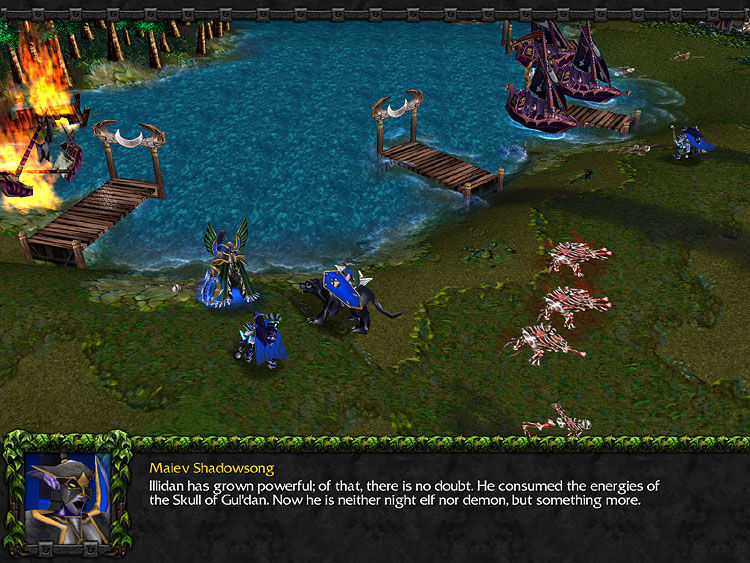 Maiev Shadowsong
Illidan has grown powerful; of that, there is no doubt. He consumed the energies of
the Skull of Gul'dan. Now he is neither night elf nor demon, but something more.